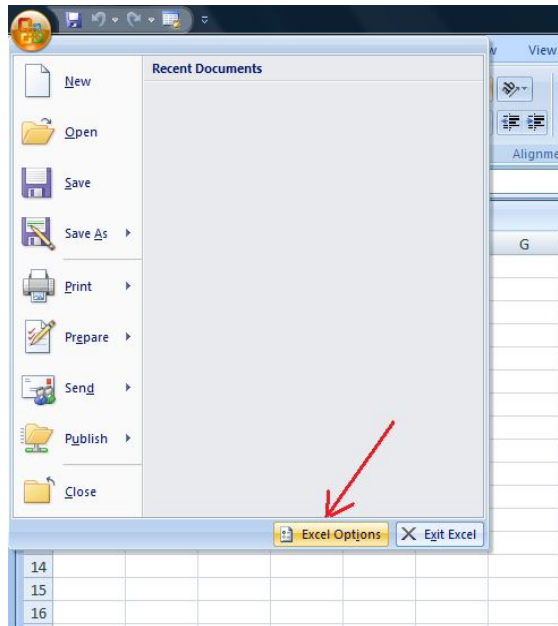 View
Alignme
G
Recent Documents
New
Open
Save
Save As
Print
Prepare
Send
Publish
Close
Excel Options
Exit Excel
14
15
16